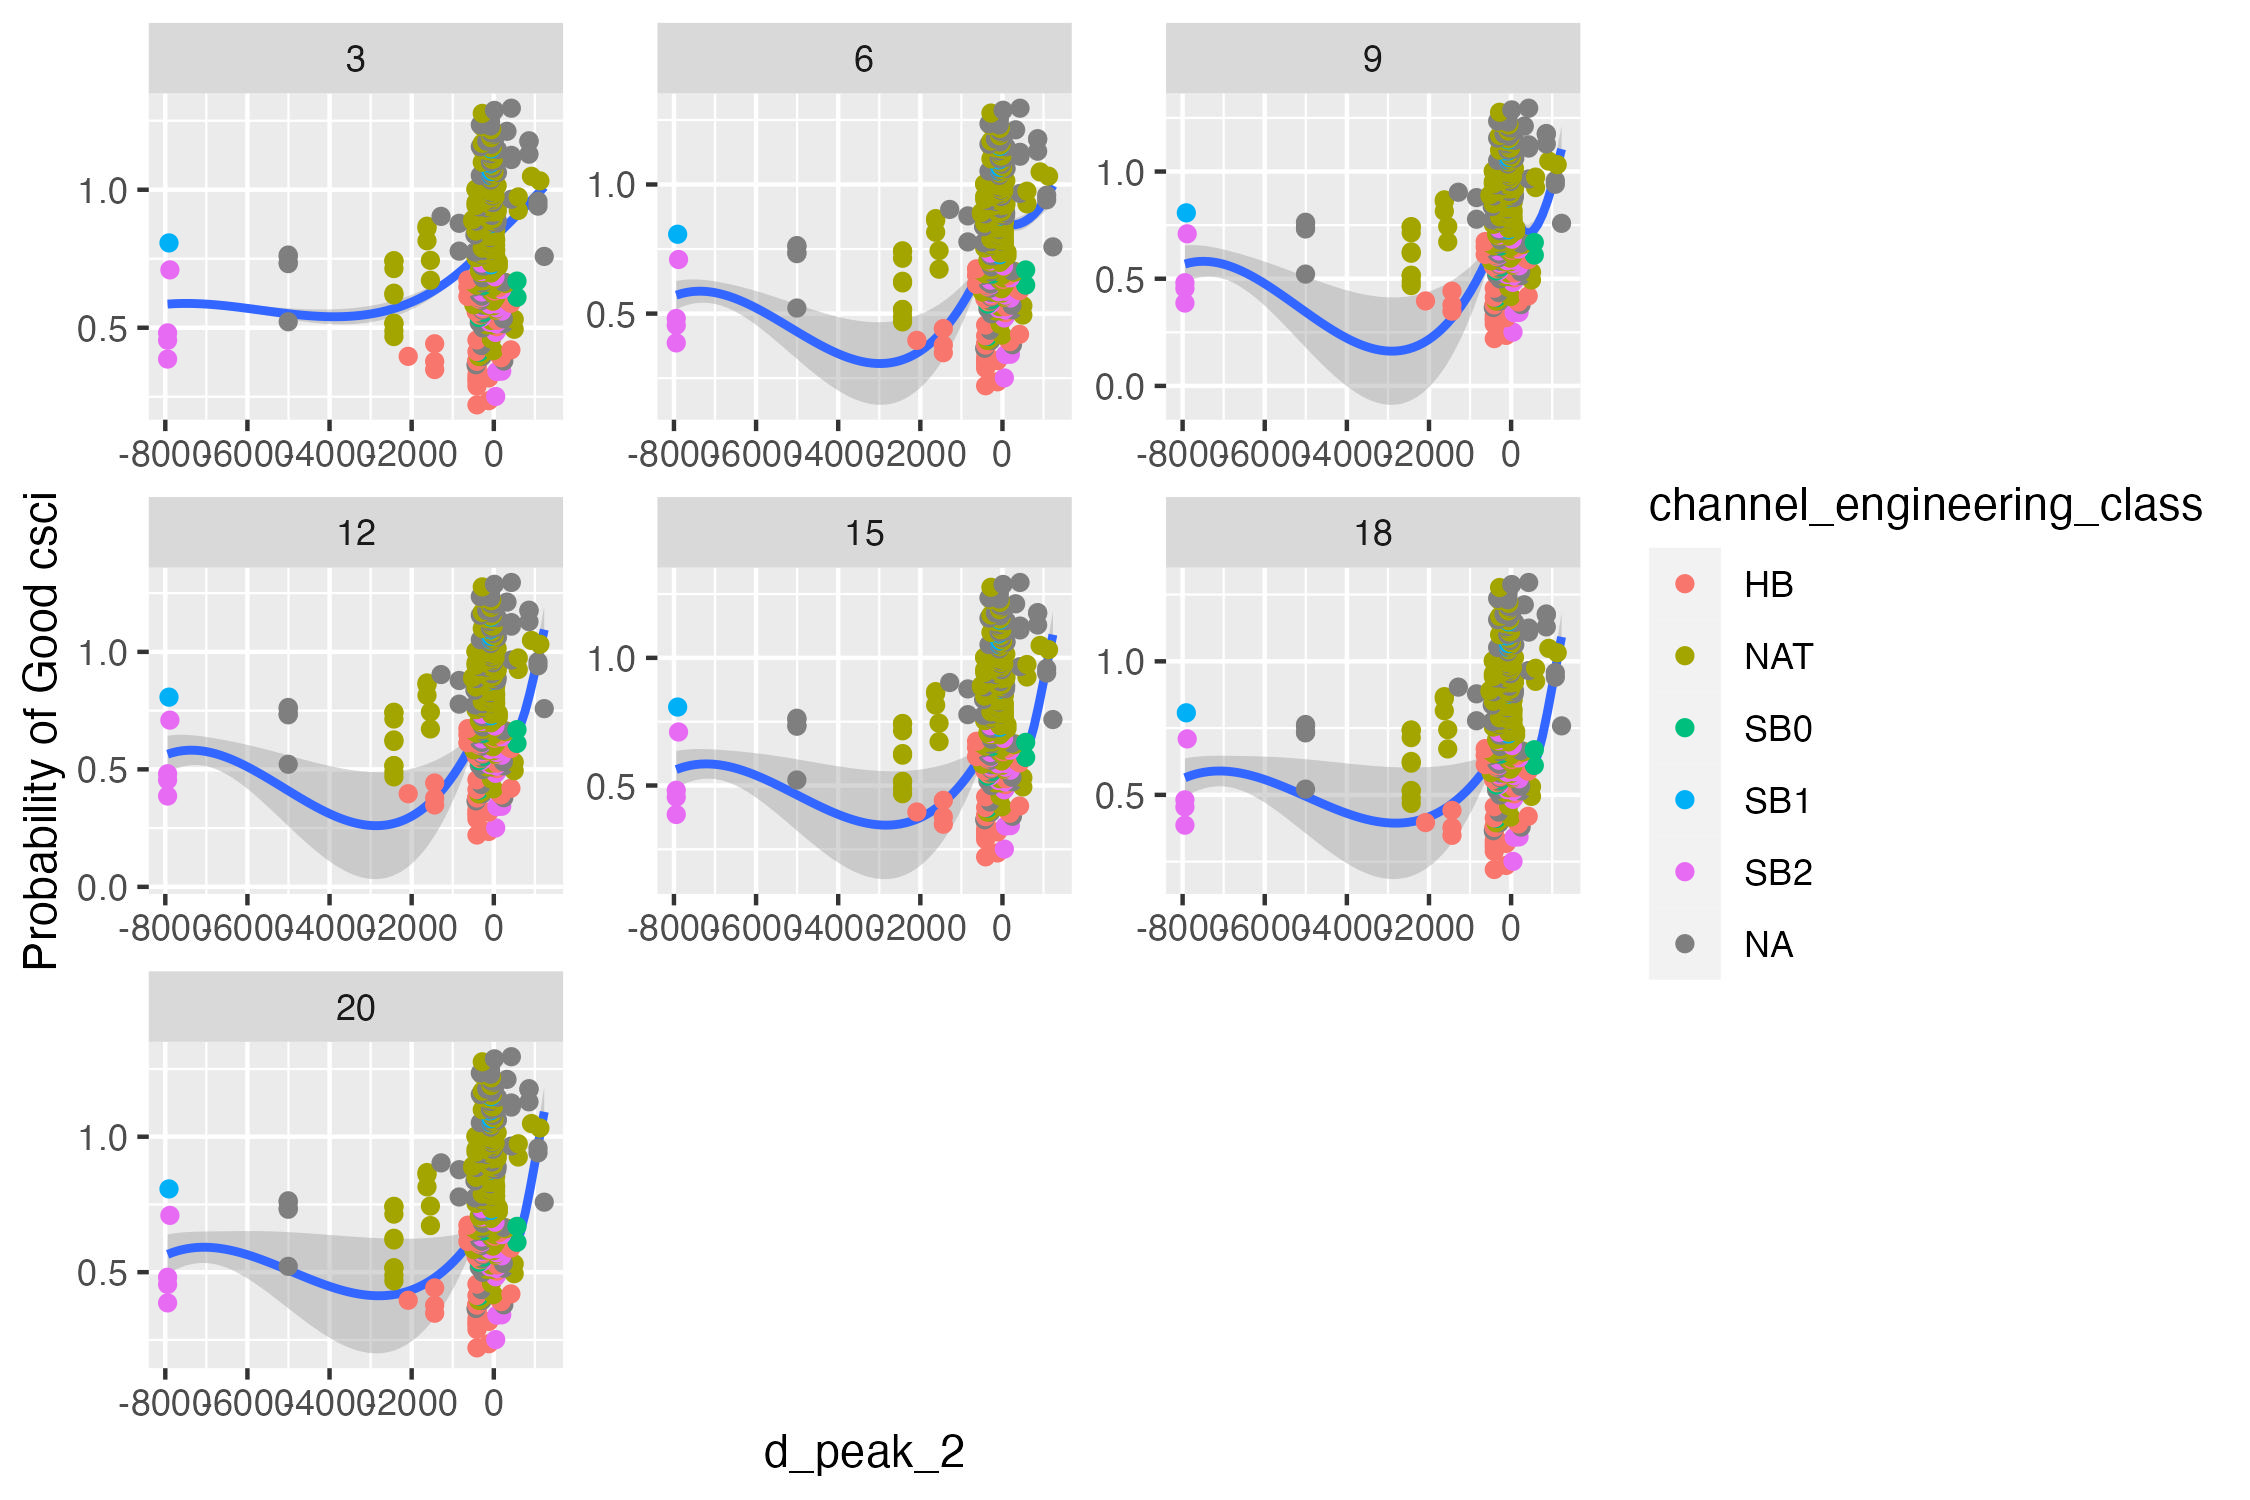 3 6 9
1.0 1.0 1.0
0.5 0.5 0.5
0.0
-8000 -6000 -4000 -2000 0 -8000 -6000 -4000 -2000 0 -8000 -6000 -4000 -2000 0
12 15 18
1.0 1.0 1.0
0.5 0.5 0.5
0.0
-8000 -6000 -4000 -2000 0 -8000 -6000 -4000 -2000 0 -8000 -6000 -4000 -2000 0
20
1.0
0.5
-8000 -6000 -4000 -2000 0
Probability of Good csci
d_peak_2
channel_engineering_class
HB
NAT
SB0
SB1
SB2
NA